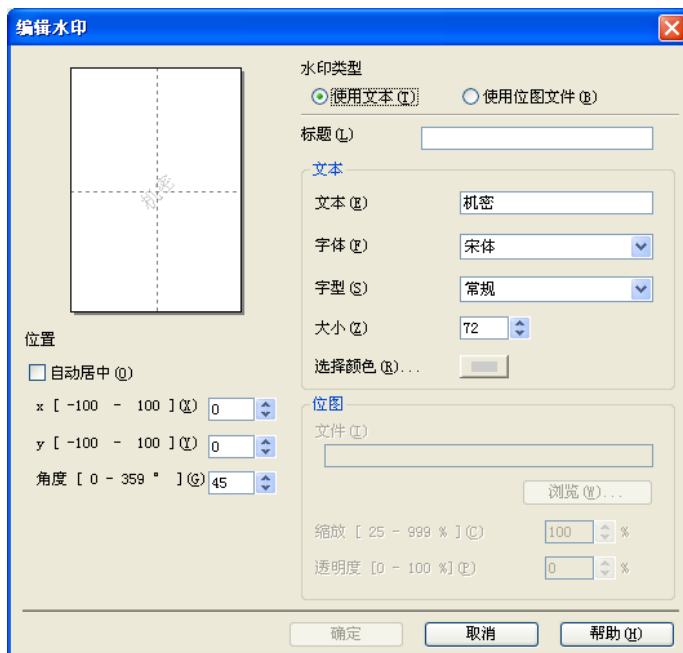 编辑水印
机密
水印类型
使用文本(T)
使用位图文件(B)
标题(L)
文本
文本(E)
机密
字体(F)
宋体
字型(S)
常规
大小(Z)
72
选择颜色(R)...
位置
自动居中(O)
x [ -100 - 100 ](X)
0
y [ -100 - 100 ](Y)
0
角度 [ 0 - 359 ° ](G)
45
位图
文件(I)
浏览(W)...
缩放 [ 25 - 999 % ](C)
100
%
透明度 [0 - 100 %](P)
0
%
确定
取消
帮助(H)